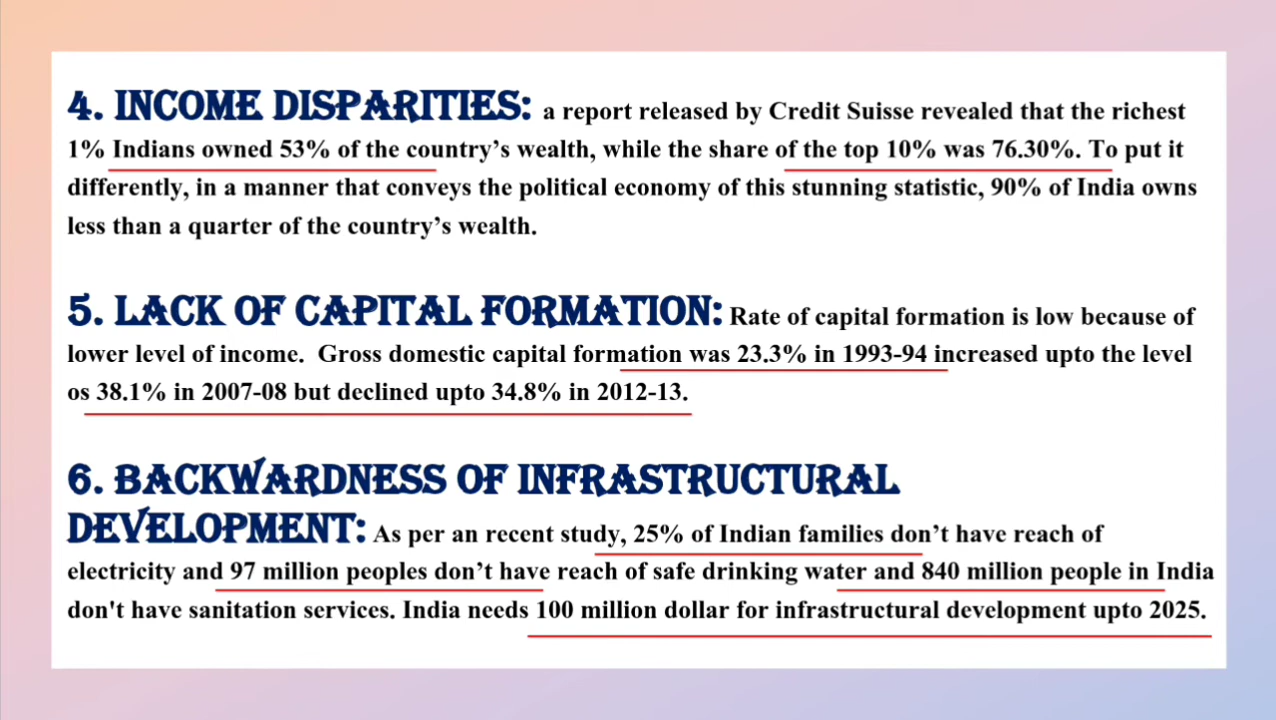 4. INCOME DISPARITIES: a report released by Credit Suisse revealed that the richest
1% Indians owned 53% of the country’s wealth, while the share of the top 10% was 76.30%. To put it
differently, in a manner that conveys the political economy of this stunning statistic, 90% of India owns
less than a quarter of the country’s wealth.
5. LACK OF CAPITAL FORMATION: Rate of capital formation is low because of
lower level of income. Gross domestic capital formation was 23.3% in 1993-94 increased upto the level
os 38.1% in 2007-08 but declined upto 34.8% in 2012-13.
6. BACKWARDNESS OF INFRASTRUCTURAL
DEVELOPMENT: As per an recent study, 25% of Indian families don’t have reach of
electricity and 97 million peoples don’t have reach of safe drinking water and 840 million people in India
don't have sanitation services. India needs 100 million dollar for infrastructural development upto 2025.